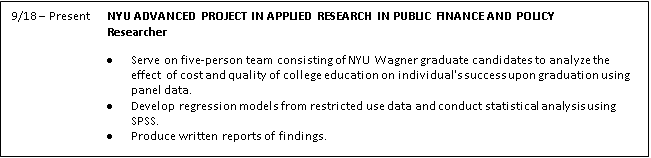 9/18 – Present NYU ADVANCED PROJECT IN APPLIED RESEARCH IN PUBLIC FINANCE AND POLICY
Researcher
● Serve on five-person team consisting of NYU Wagner graduate candidates to analyze the
effect of cost and quality of college education on individual's success upon graduation using
panel data.
● Develop regression models from restricted use data and conduct statistical analysis using
SPSS.
● Produce written reports of findings.